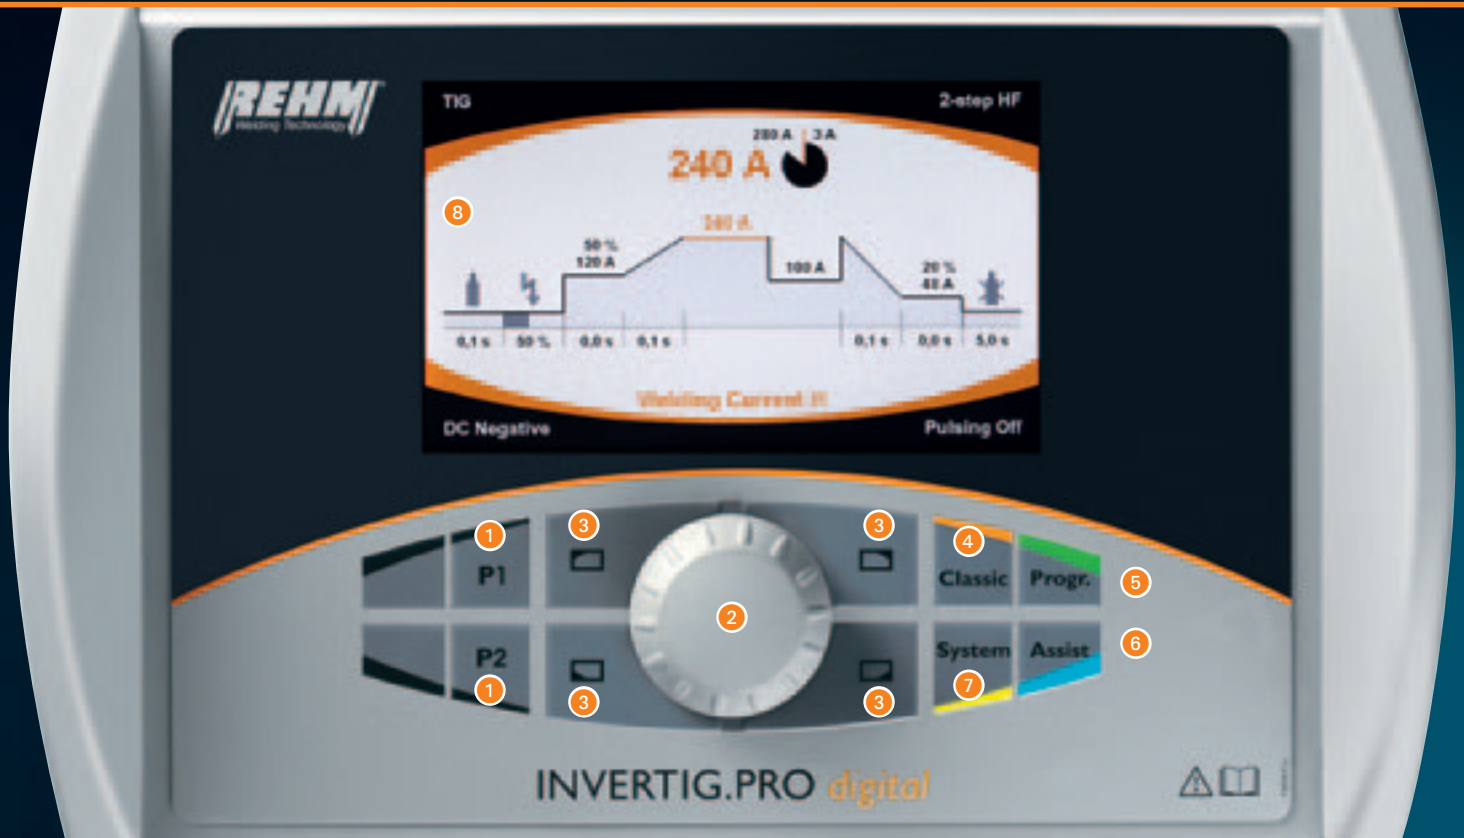 REHM
Welding Technology
TIG
2-step HF
280 A 3 A
240 A
8
240 A
50 %
120 A
100 A
20 %
48 A
0,1 s 50 % 0,0 s 0,1 s 0,1 s 0,0 s 5,0 s
Welding Current I1
DC Negative
Pulsing Off
1 3 3 4
P1 Classic Progr. 5
2
P2 System Assist 6
1 3 3 7
INVERTIG.PRO digital